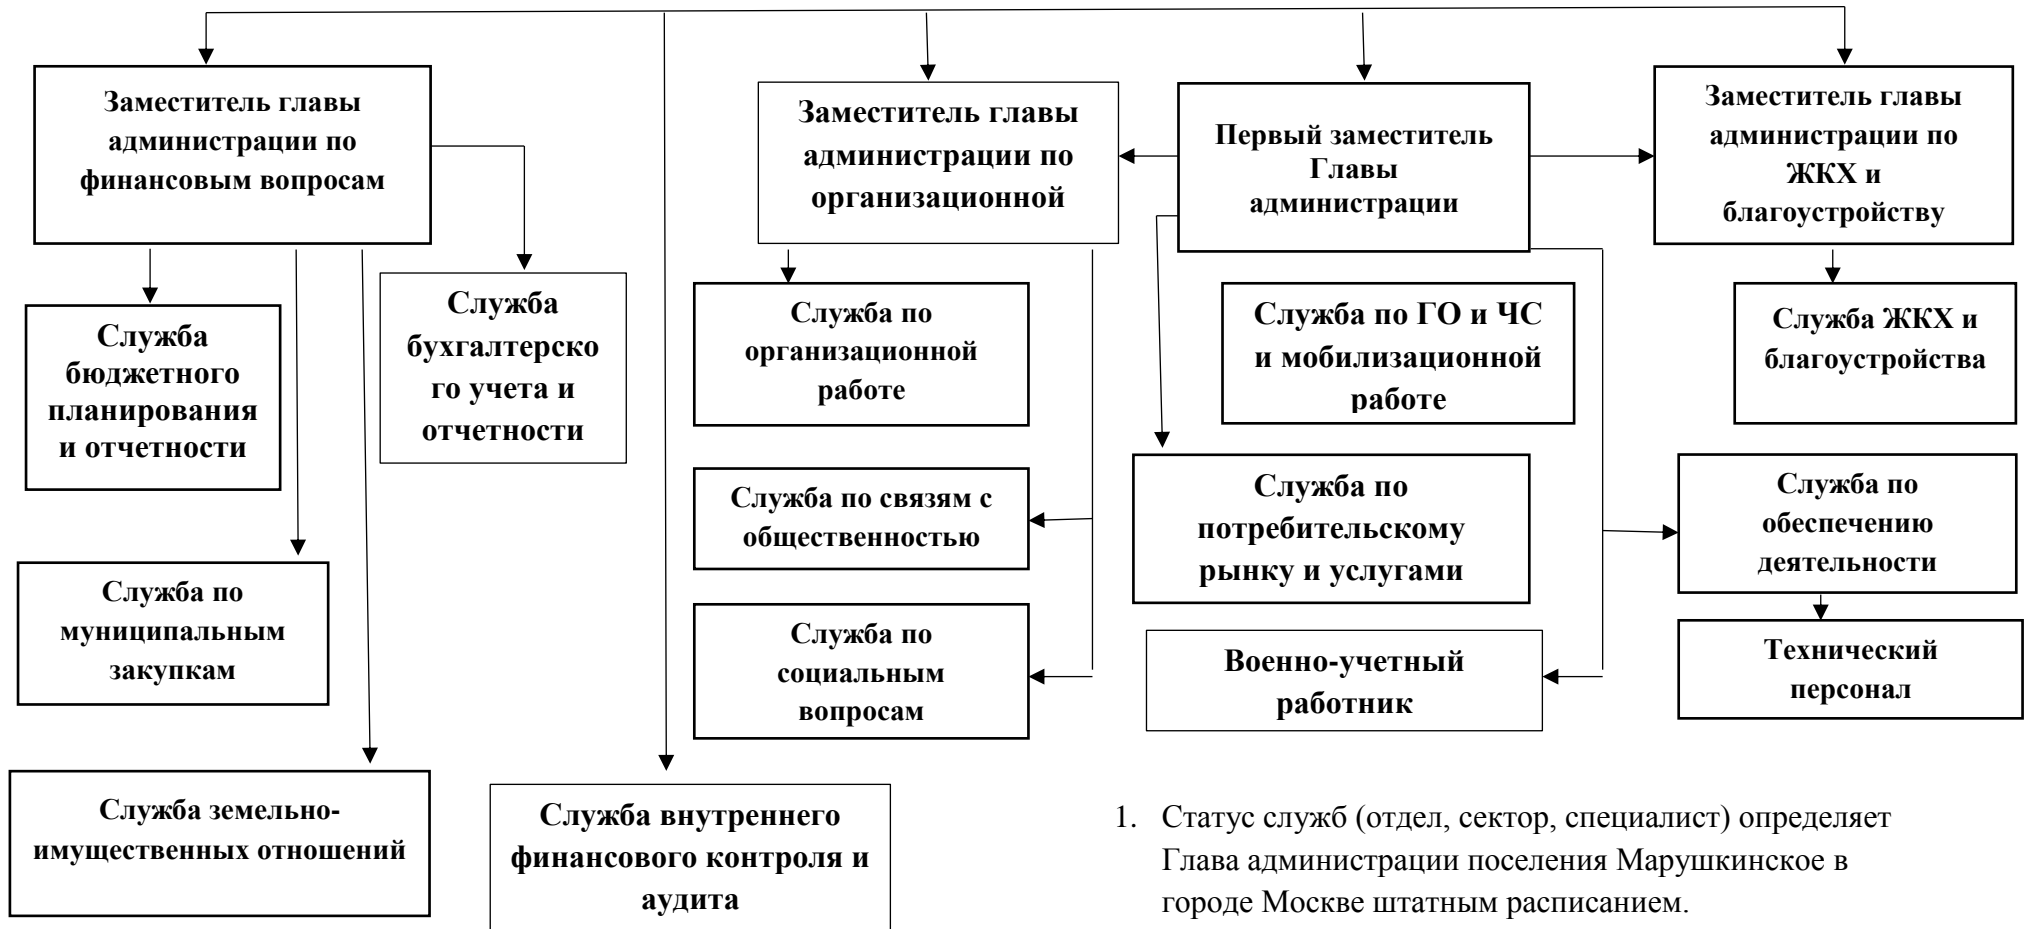 Заместитель главы
администрации по
финансовым вопросам
Заместитель главы
администрации по
организационной
Первый заместитель
Главы
администрации
Заместитель главы
администрации по
ЖКХ и
благоустройству
Служба
бюджетного
планирования
и отчетности
Служба
бухгалтерско
го учета и
отчетности
Служба по
организационной
работе
Служба по ГО и ЧС
и мобилизационной
работе
Служба ЖКХ и
благоустройства
Служба по связям с
общественностью
Служба по
потребительскому
рынку и услугами
Служба по
обеспечению
деятельности
Служба по
муниципальным
закупкам
Служба по
социальным
вопросам
Военно-учетный
работник
Технический
персонал
Служба земельно-
имущественных отношений
Служба внутреннего
финансового контроля и
аудита
1. Статус служб (отдел, сектор, специалист) определяет
Глава администрации поселения Марушкинское в
городе Москве штатным расписанием.